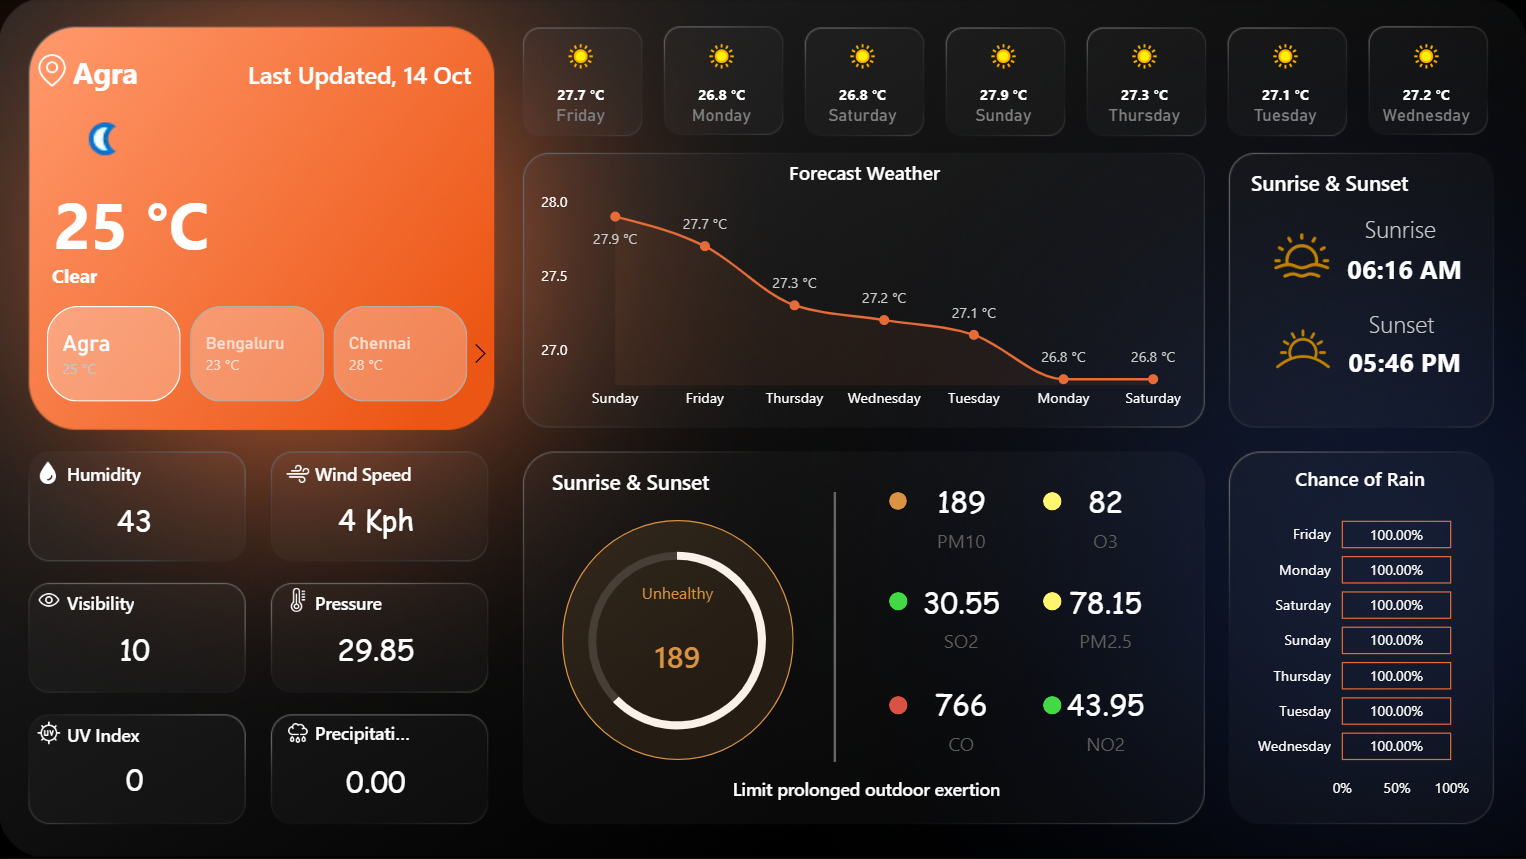 Agra
Last Updated, 14 Oct
25 °C
Clear
Agra
25 °C
Bengaluru
23 °C
Chennai
28 °C
27.7 °C
Friday
26.8 °C
Monday
26.8 °C
Saturday
27.9 °C
Sunday
27.3 °C
Thursday
27.1 °C
Tuesday
27.2 °C
Wednesday
Forecast Weather
28.0
27.5
27.0
27.9 °C
27.7 °C
27.3 °C
27.2 °C
27.1 °C
26.8 °C
26.8 °C
Sunday
Friday
Thursday
Wednesday
Tuesday
Monday
Saturday
Sunrise & Sunset
Sunrise
06:16 AM
Sunset
05:46 PM
Humidity
43
Wind Speed
4 Kph
Visibility
10
Pressure
29.85
UV
UV Index
0
Precipitati...
0.00
Sunrise & Sunset
Unhealthy
189
189
PM10
82
O3
30.55
SO2
78.15
PM2.5
766
CO
43.95
NO2
Limit prolonged outdoor exertion
Chance of Rain
Friday 100.00%
Monday 100.00%
Saturday 100.00%
Sunday 100.00%
Thursday 100.00%
Tuesday 100.00%
Wednesday 100.00%
0% 50% 100%